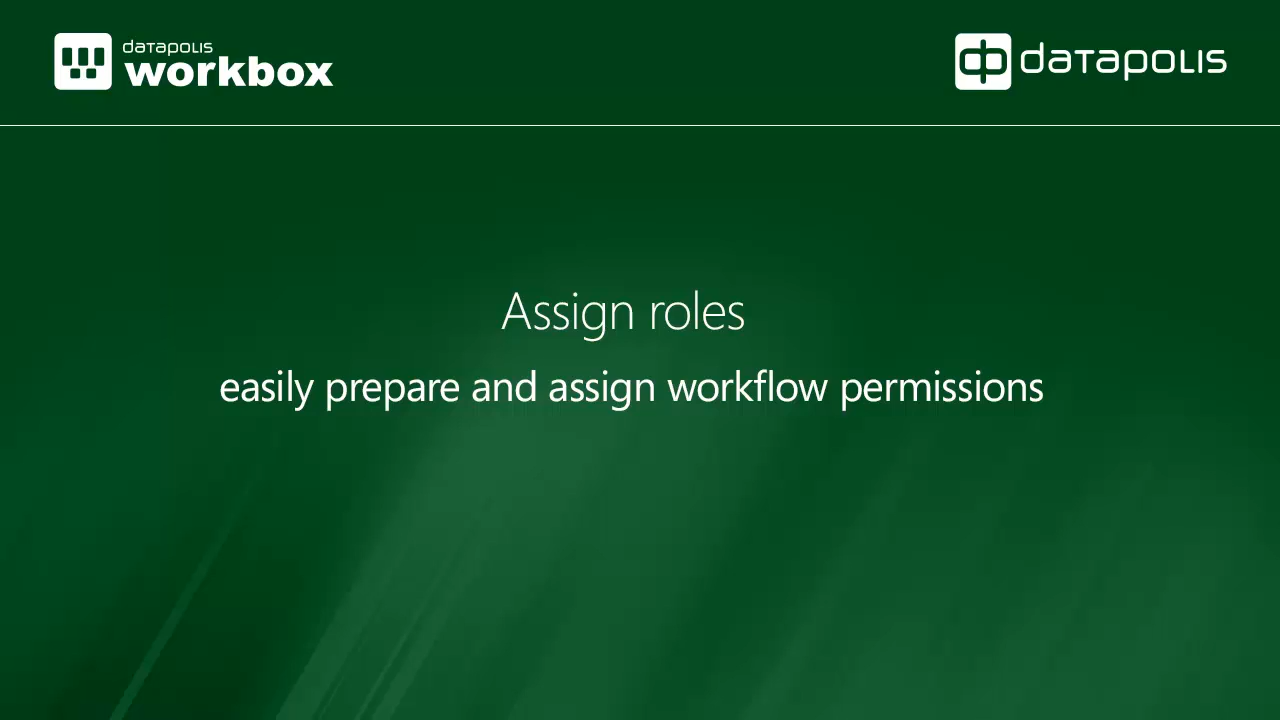 datapolis
workbox
datapolis
Assign roles
easily prepare and assign workflow permissions